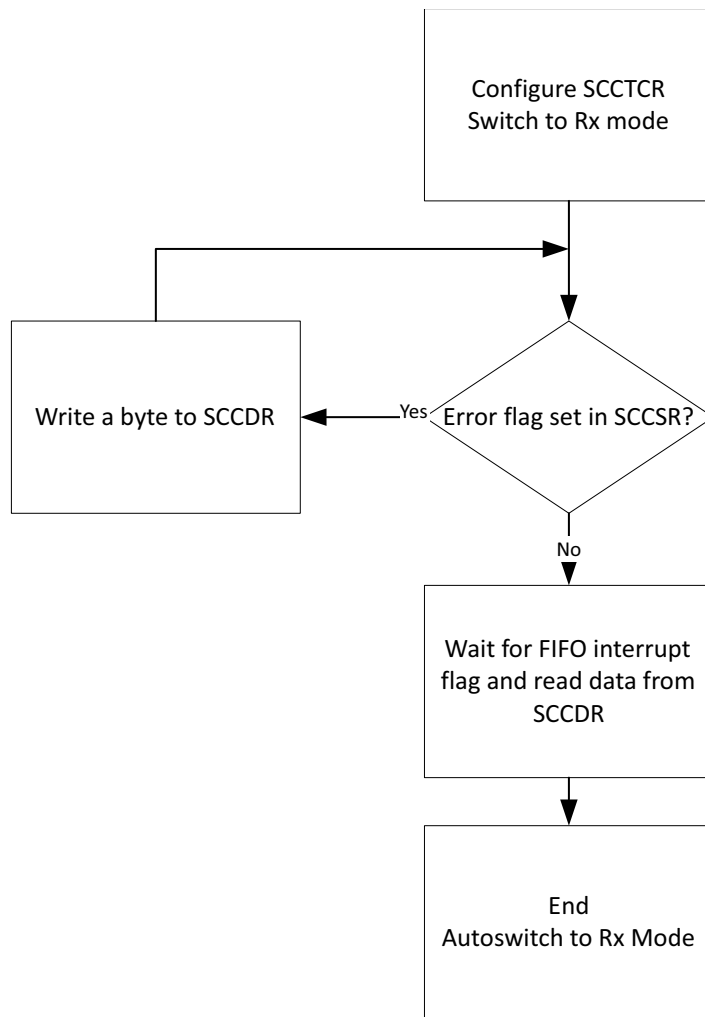 Configure SCCTCR
Switch to Rx mode
Write a byte to SCCDR
Yes
Error flag set in SCCSR?
No
Wait for FIFO interrupt
flag and read data from
SCCDR
End
Autoswitch to Rx Mode